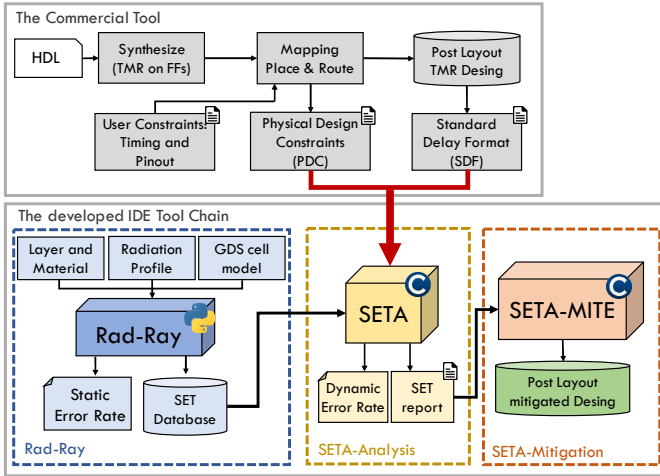 The Commercial Tool
HDL
Synthesize
(TMR on FFs)
Mapping
Place & Route
Post Layout
TMR Desing
User Constraints:
Timing and
Pinout
Physical Design
Constraints
(PDC)
Standard
Delay Format
(SDF)
The developed IDE Tool Chain
Layer and
Material
Radiation
Profile
GDS cell
model
Rad-Ray
Static
Error Rate
SET
Database
Rad-Ray
SETA
C
Dynamic
Error Rate
SET
report
SETA-Analysis
SETA-MITE
C
Post Layout
mitigated Desing
SETA-Mitigation